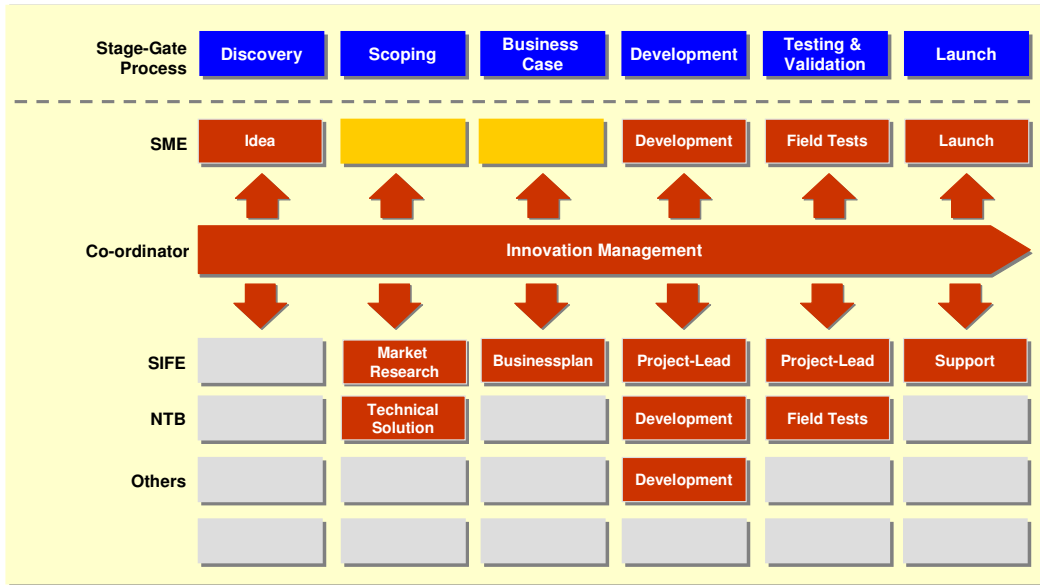 Stage-Gate
Process
Discovery
Scoping
Business
Case
Development
Testing &
Validation
Launch
SME
Idea
Development
Field Tests
Launch
Co-ordinator
Innovation Management
SIFE
Market
Research
Businessplan
Project-Lead
Project-Lead
Support
NTB
Technical
Solution
Development
Field Tests
Others
Development